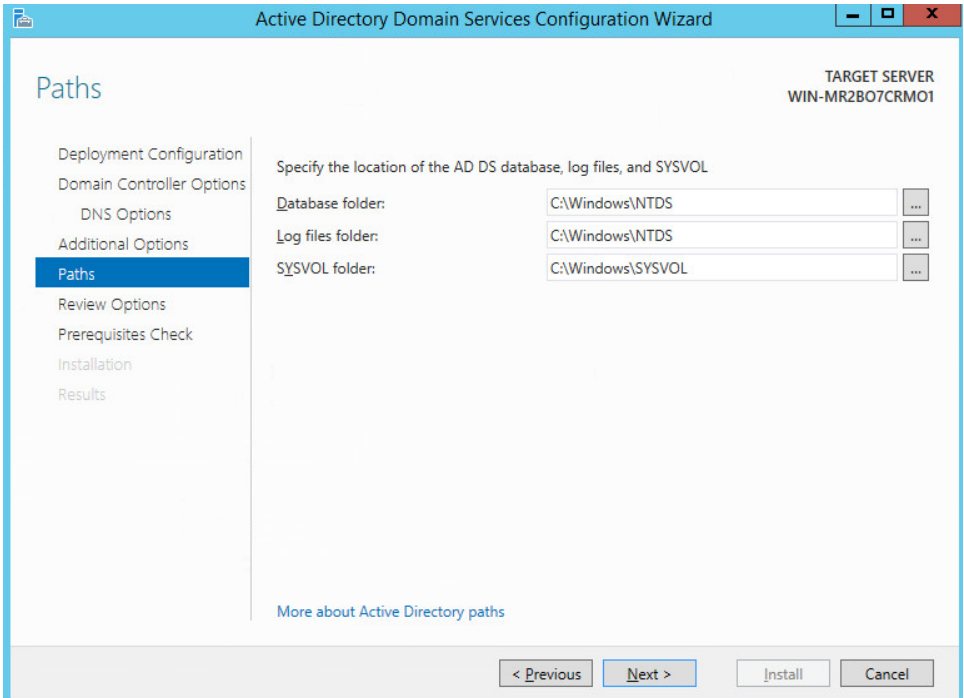 Active Directory Domain Services Configuration Wizard
Paths
TARGET SERVER
WIN-MR2BO7CRMO1
Deployment Configuration
Domain Controller Options
DNS Options
Additional Options
Paths
Review Options
Prerequisites Check
Installation
Results
Specify the location of the AD DS database, log files, and SYSVOL
Database folder: C:\Windows\NTDS ...
Log files folder: C:\Windows\NTDS ...
SYSVOL folder: C:\Windows\SYSVOL ...
More about Active Directory paths
< Previous Next > Install Cancel